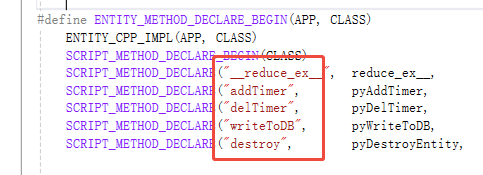 #define ENTITY_METHOD_DECLARE_BEGIN(APP, CLASS)
ENTITY_CPP_IMPL(APP, CLASS)
SCRIPT_METHOD_DECLARE_BEGIN(CLASS)
SCRIPT_METHOD_DECLARE("__reduce_ex__", reduce_ex__,
SCRIPT_METHOD_DECLARE("addTimer", pyAddTimer,
SCRIPT_METHOD_DECLARE("delTimer", pyDelTimer,
SCRIPT_METHOD_DECLARE("writeToDB", pyWriteToDB,
SCRIPT_METHOD_DECLARE("destroy", pyDestroyEntity,